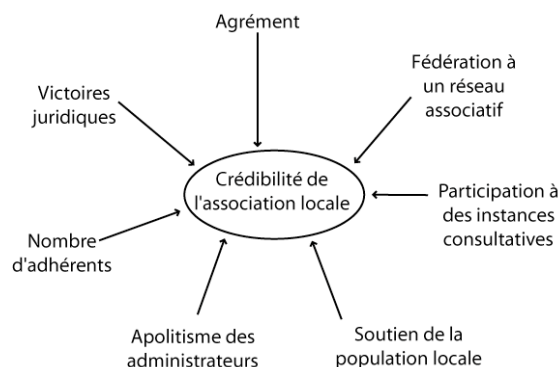 Agrément
Fédération à
un réseau
associatif
Victoires
juridiques
Crédibilité de
l'association locale
Participation à
des instances
consultatives
Nombre
d'adhérents
Apolitisme des
administrateurs
Soutien de la
population locale